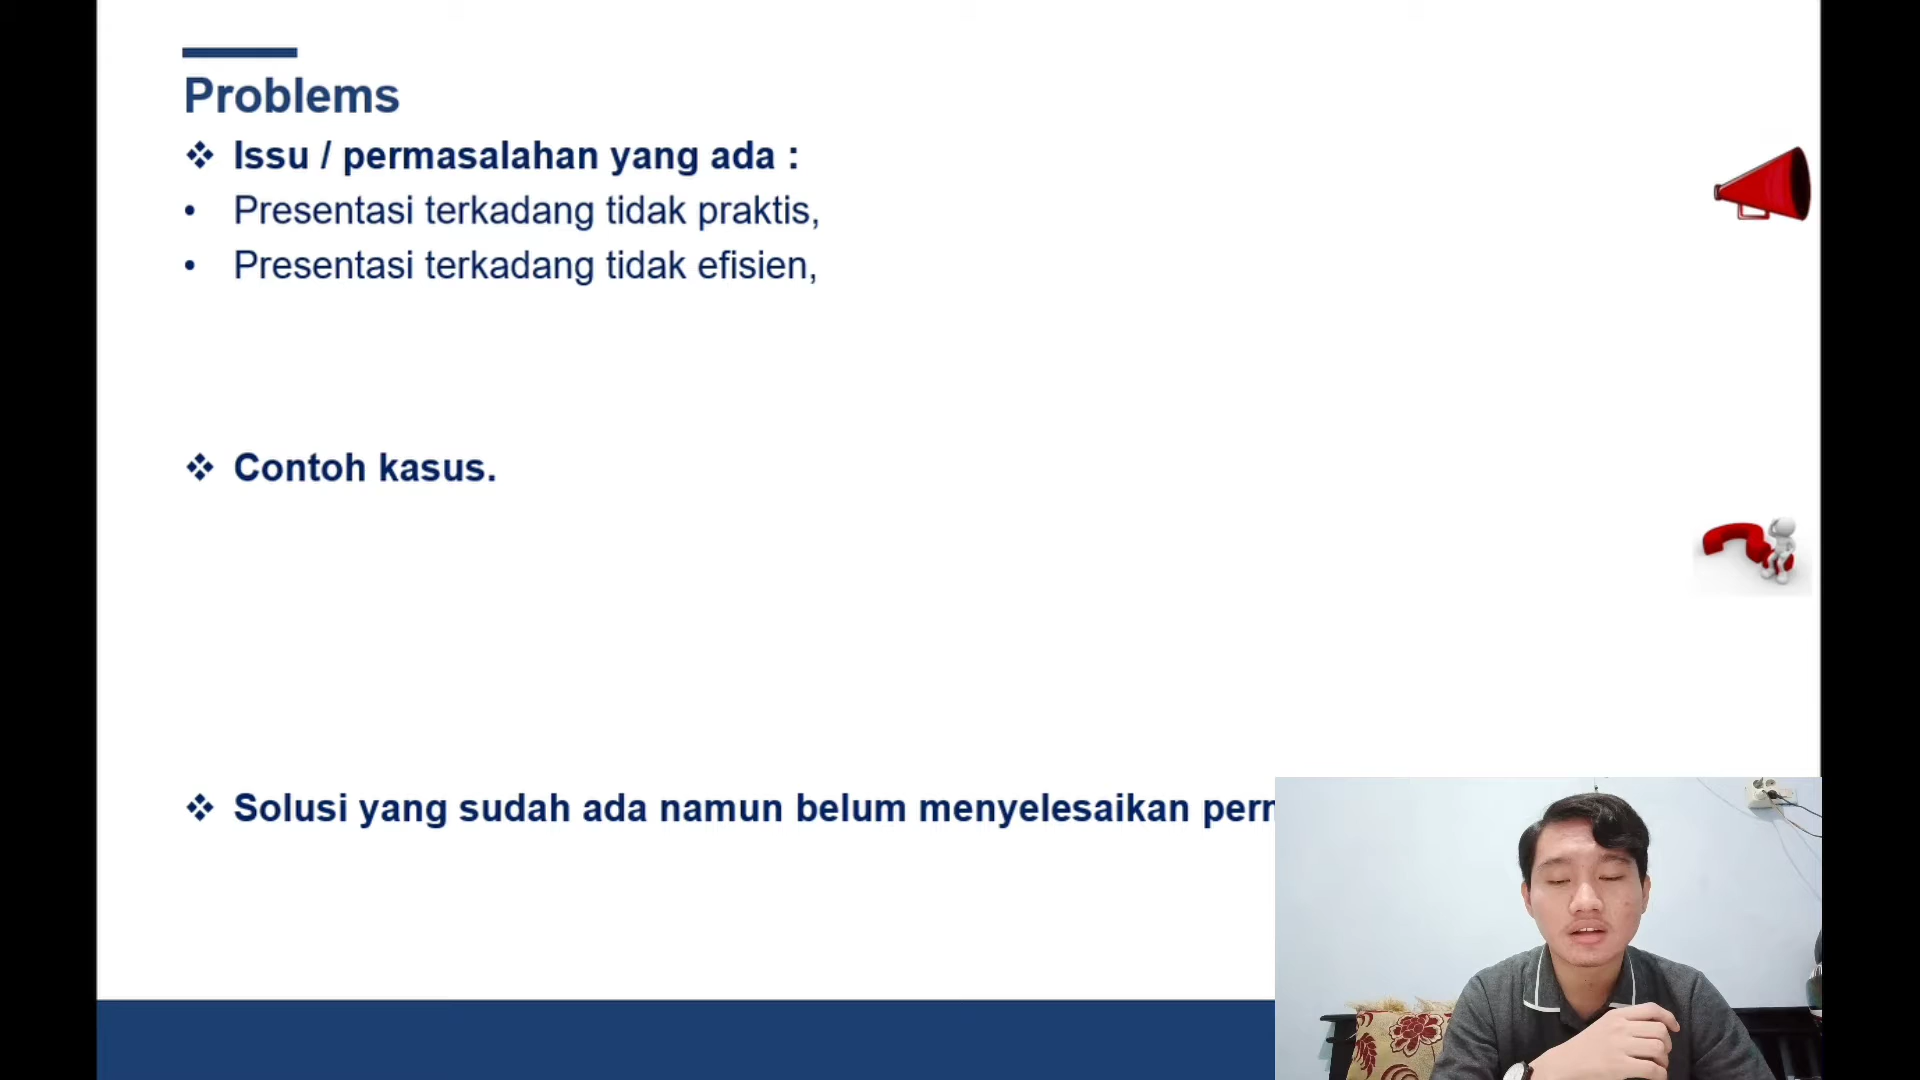 Problems
❖ Issu / permasalahan yang ada :
• Presentasi terkadang tidak praktis,
• Presentasi terkadang tidak efisien,
❖ Contoh kasus.
❖ Solusi yang sudah ada namun belum menyelesaikan